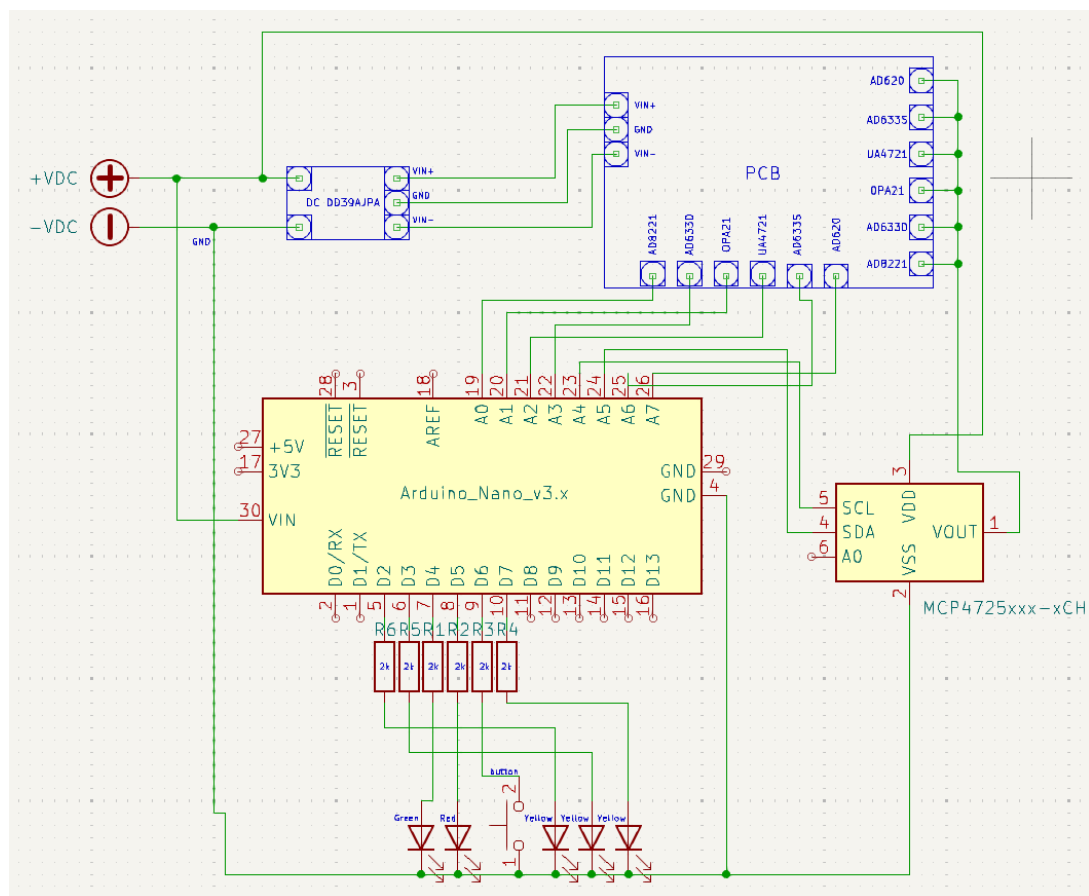 +VDC
-VDC
GND
VIN+
DC DD39AJPA
GND
VIN-
VIN+
GND
VIN-
PCB
AD620
AD633S
UA4721
OPA21
AD633D
AD8221
AD8221
AD633D
OPA21
UA4721
AD633S
AD620
28
3
18
19
20
21
22
23
24
25
26
RESET
RESET
AREF
A0
A1
A2
A3
A4
A5
A6
A7
27
+5V
17
3V3
30
VIN
Arduino_Nano_v3.x
GND
29
GND
4
D0/RX
D1/TX
D2
D3
D4
D5
D6
D7
D8
D9
D10
D11
D12
D13
2
1
5
6
7
8
9
10
11
12
13
14
15
16
3
VDD
5
SCL
4
SDA
6
A0
VOUT
1
VSS
2
MCP4725xxx-xCH
R6
R5
R1
R2
R3
R4
2k
2k
2k
2k
2k
2k
button
2
1
Green
Red
Yellow
Yellow
Yellow